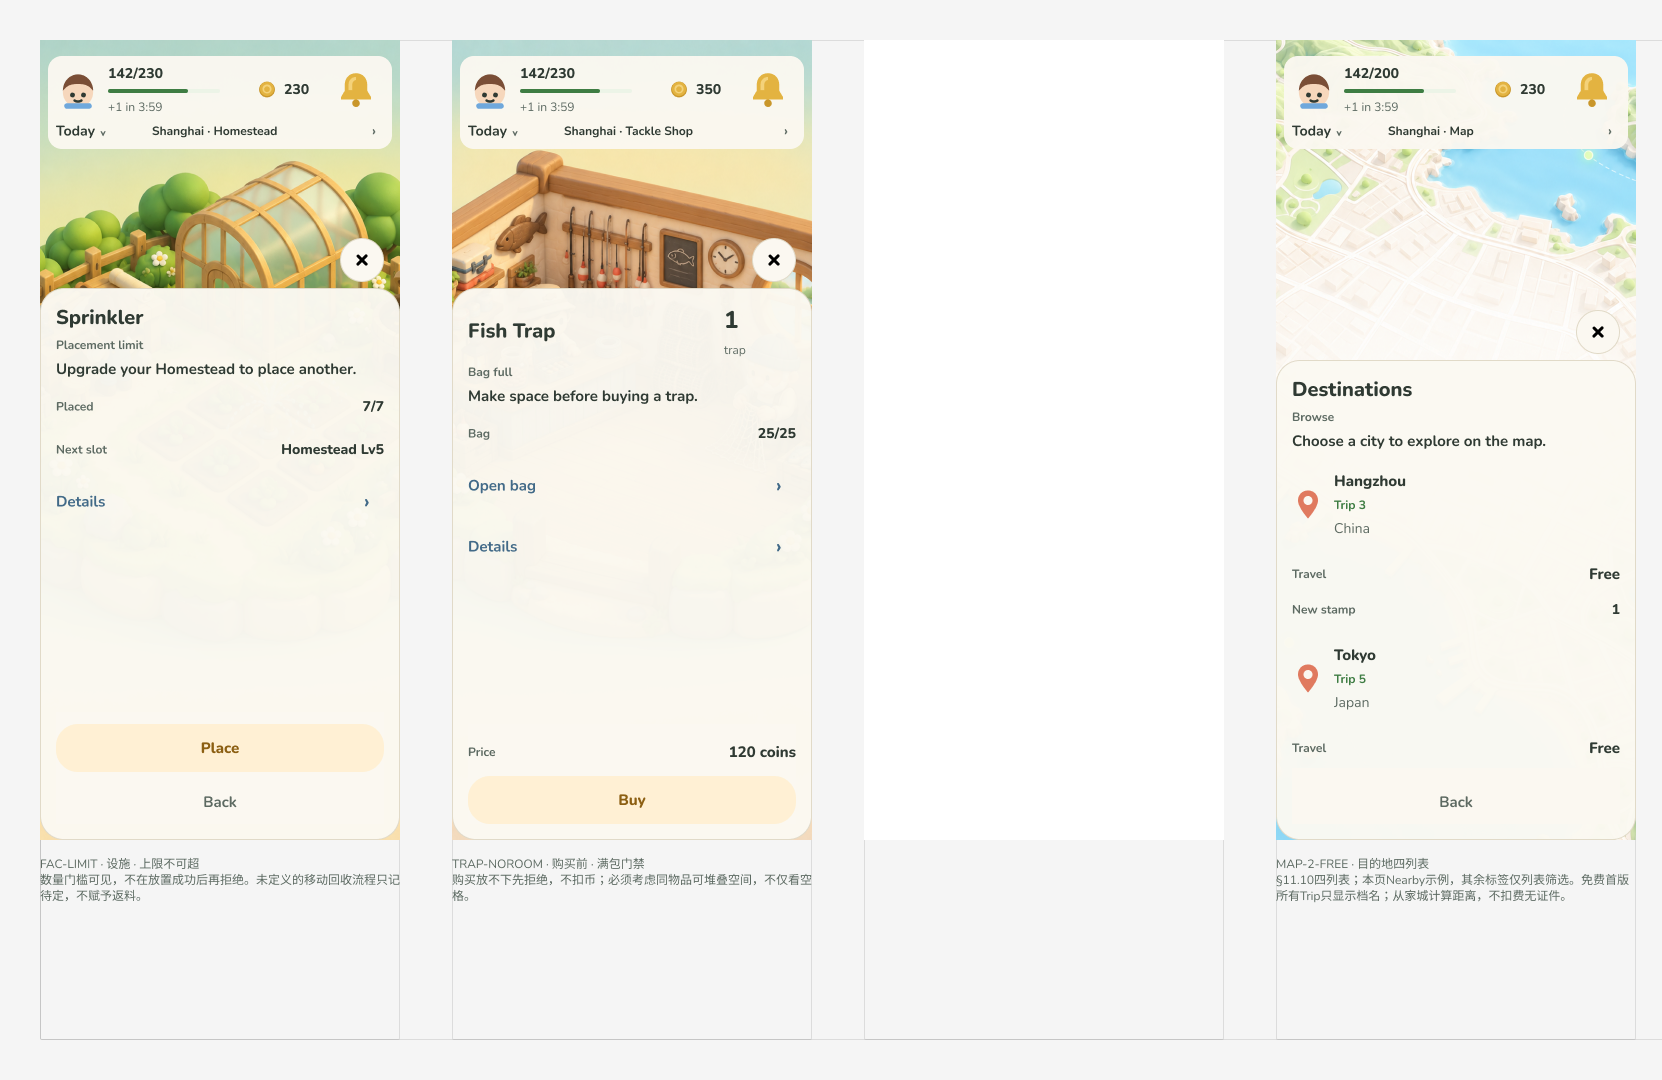 142/230
+1 in 3:59
230
Today ˅
Shanghai · Homestead ›
Sprinkler
Placement limit
Upgrade your Homestead to place another.
Placed 7/7
Next slot Homestead Lv5
Details ›
Place
Back
FAC-LIMIT · 设施 · 上限不可超
数量门槛可见，不在放置成功后再拒绝。未定义的移动回收流程只记
待定，不赋予返料。
142/230
+1 in 3:59
350
Today ˅
Shanghai · Tackle Shop ›
Fish Trap
1
trap
Bag full
Make space before buying a trap.
Bag 25/25
Open bag ›
Details ›
Price 120 coins
Buy
TRAP-NOROOM · 购买前 · 满包门禁
购买放不下先拒绝，不扣币；必须考虑同物品可堆叠空间，不仅看空
格。
142/200
+1 in 3:59
230
Today ˅
Shanghai · Map ›
Destinations
Browse
Choose a city to explore on the map.
Hangzhou
Trip 3
China
Travel Free
New stamp 1
Tokyo
Trip 5
Japan
Travel Free
Back
MAP-2-FREE · 目的地四列表
§11.10四列表；本页Nearby示例，其余标签仅列表筛选。免费首版
所有Trip只显示档名；从家城计算距离，不扣费无证件。